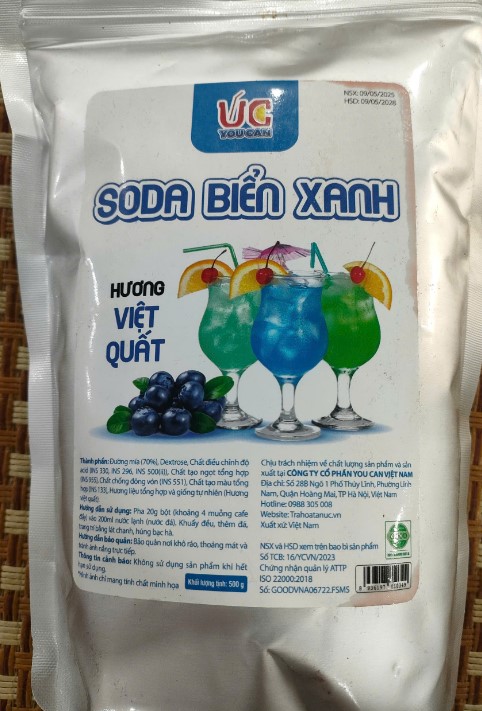 NSX: 09/05/2025
HSD: 09/05/2028
ÚC
YOU CAN
SODA BIỂN XANH
HƯƠNG
VIỆT
QUẤT
Thành phần: Đường mía (70%), Dextrose, Chất điều chỉnh độ
acid (INS 330, INS 296, INS 500(ii)), Chất tạo ngọt tổng hợp
(INS 955), Chất chống đông vón (INS 551), Chất tạo màu tổng
hợp (INS 133), Hương liệu tổng hợp và giống tự nhiên (Hương
việt quất).
Hướng dẫn sử dụng: Pha 20g bột (khoảng 4 muỗng cafe
đầy) vào 200ml nước lạnh (nước đá). Khuấy đều, thêm đá,
trang trí bằng lát chanh, húng bạc hà.
Hướng dẫn bảo quản: Bảo quản nơi khô ráo, thoáng mát và
tránh ánh nắng trực tiếp.
Thông tin cảnh báo: Không sử dụng sản phẩm khi hết
hạn sử dụng.
Hình ảnh chỉ mang tính chất minh họa
Khối lượng tịnh: 500 g
Chịu trách nhiệm về chất lượng sản phẩm và sản
xuất tại CÔNG TY CỔ PHẦN YOU CAN VIỆT NAM
Địa chỉ: Số 28B Ngõ 1 Phố Thúy Lĩnh, Phường Lĩnh
Nam, Quận Hoàng Mai, TP Hà Nội, Việt Nam
Hotline: 0988 305 008
Website: Trahoatanuc.vn
Xuất xứ: Việt Nam
NSX và HSD xem trên bao bì sản phẩm
Số TCB: 16/YCVN/2023
Chứng nhận quản lý ATTP
ISO 22000:2018
Số: GOODVNA06722.FSMS